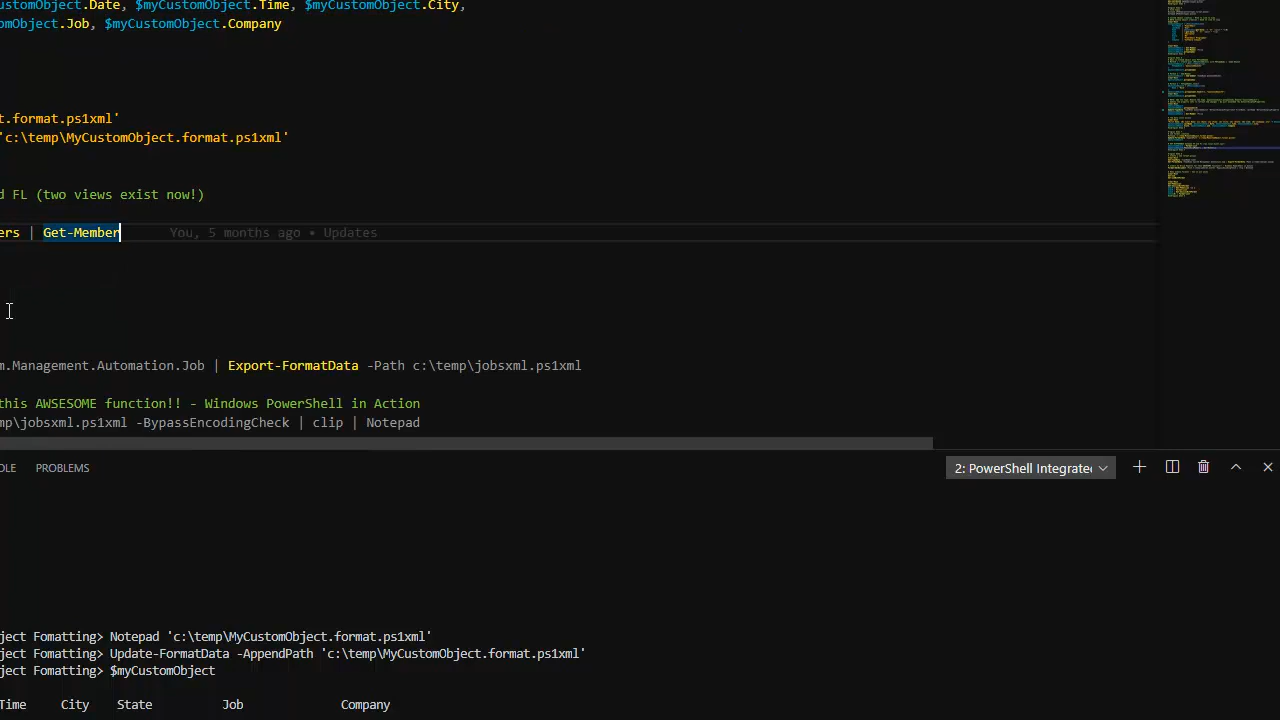 ustomObject.Date, $myCustomObject.Time, $myCustomObject.City,
omObject.Job, $myCustomObject.Company
t.format.ps1xml'
'c:\temp\MyCustomObject.format.ps1xml'
d FL (two views exist now!)
ers | Get-Member
You, 5 months ago • Updates
m.Management.Automation.Job | Export-FormatData -Path c:\temp\jobsxml.ps1xml
this AWSESOME function!! - Windows PowerShell in Action
mp\jobsxml.ps1xml -BypassEncodingCheck | clip | Notepad
OLE PROBLEMS
2: PowerShell Integrate
ject Fomatting> Notepad 'c:\temp\MyCustomObject.format.ps1xml'
ject Fomatting> Update-FormatData -AppendPath 'c:\temp\MyCustomObject.format.ps1xml'
ject Fomatting> $myCustomObject
Time City State Job Company